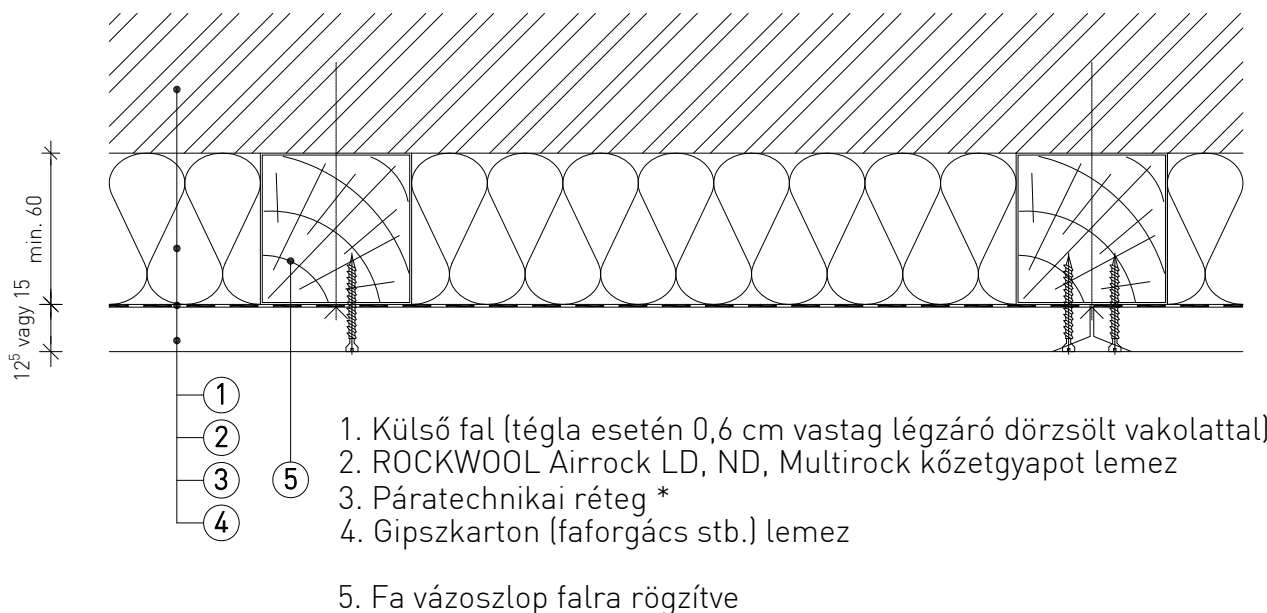 min. 60
12⁵ vagy 15
1
2
3
4
5
1. Külső fal (tégla esetén 0,6 cm vastag légzáró dörzsölt vakolattal)
2. ROCKWOOL Airrock LD, ND, Multirock kőzetgyapot lemez
3. Páratechnikai réteg *
4. Gipszkarton (faforgács stb.) lemez
5. Fa vázoszlop falra rögzítve